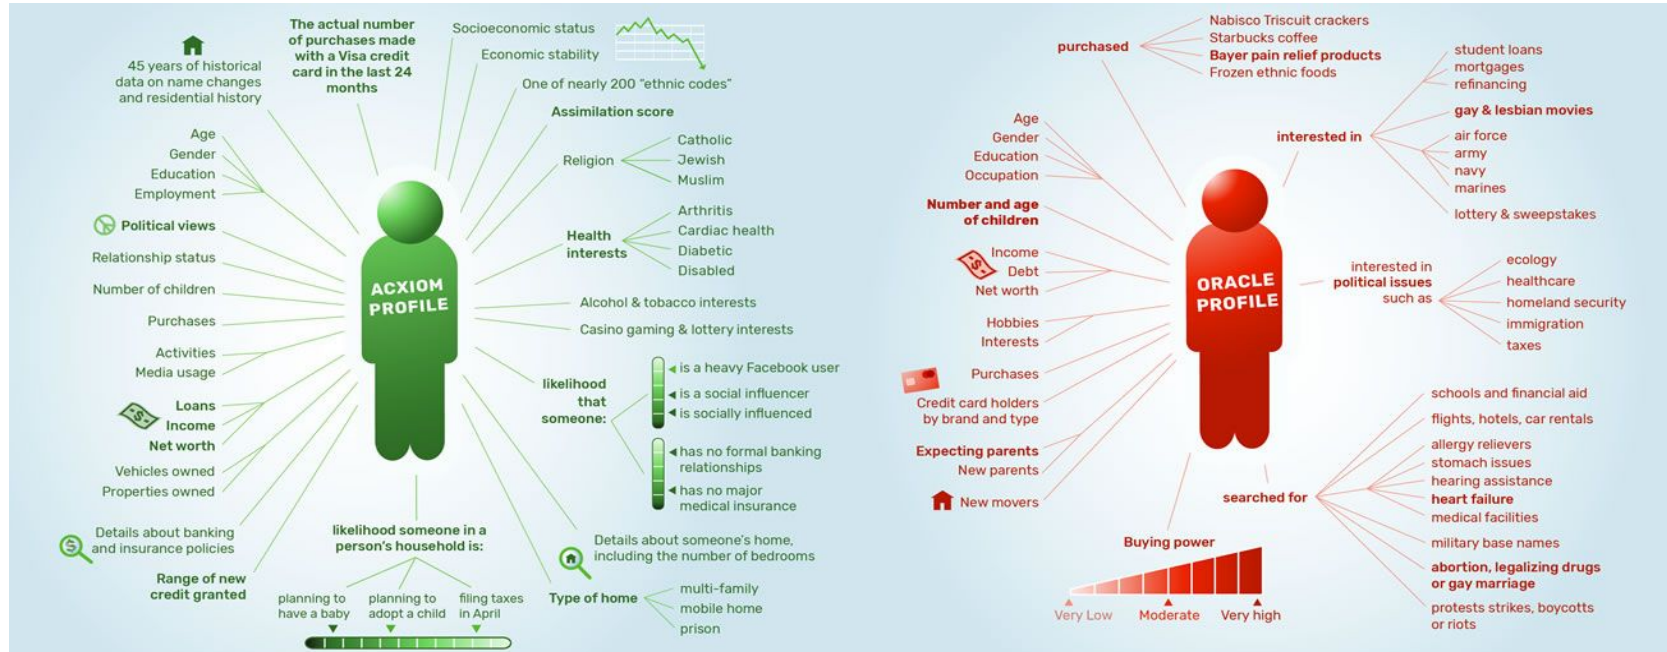 45 years of historical
data on name changes
and residential history
The actual number
of purchases made
with a Visa credit
card in the last 24
months
Socioeconomic status
Economic stability
One of nearly 200 “ethnic codes”
Assimilation score
Religion
Catholic
Jewish
Muslim
Health
interests
Arthritis
Cardiac health
Diabetic
Disabled
Alcohol & tobacco interests
Casino gaming & lottery interests
likelihood
that
someone:
is a heavy Facebook user
is a social influencer
is socially influenced
has no formal banking
relationships
has no major
medical insurance
Details about someone’s home,
including the number of bedrooms
Type of home
multi-family
mobile home
prison
Age
Gender
Education
Employment
Political views
Relationship status
Number of children
Purchases
Activities
Media usage
Loans
Income
Net worth
Vehicles owned
Properties owned
Details about banking
and insurance policies
Range of new
credit granted
likelihood someone in a
person’s household is:
planning to
have a baby
planning to
adopt a child
filing taxes
in April
ACXIOM
PROFILE
$
$
purchased
Nabisco Triscuit crackers
Starbucks coffee
Bayer pain relief products
Frozen ethnic foods
interested in
student loans
mortgages
refinancing
gay & lesbian movies
air force
army
navy
marines
lottery & sweepstakes
interested in
political issues
such as
ecology
healthcare
homeland security
immigration
taxes
searched for
schools and financial aid
flights, hotels, car rentals
allergy relievers
stomach issues
hearing assistance
heart failure
medical facilities
military base names
abortion, legalizing drugs
or gay marriage
protests strikes, boycotts
or riots
Age
Gender
Education
Occupation
Number and age
of children
Income
Debt
Net worth
Hobbies
Interests
Purchases
Credit card holders
by brand and type
Expecting parents
New parents
New movers
Buying power
Very Low
Moderate
Very high
ORACLE
PROFILE
$